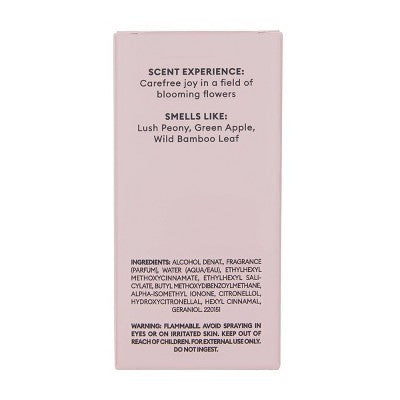 SCENT EXPERIENCE:
Carefree joy in a field of
blooming flowers
SMELLS LIKE:
Lush Peony, Green Apple,
Wild Bamboo Leaf
INGREDIENTS: ALCOHOL DENAT., FRAGRANCE
(PARFUM), WATER (AQUA/EAU), ETHYLHEXYL
METHOXYCINNAMATE, ETHYLHEXYL SALI-
CYLATE, BUTYL METHOXYDIBENZOYLMETHANE,
ALPHA-ISOMETHYL IONONE, CITRONELLOL,
HYDROXYCITRONELLAL, HEXYL CINNAMAL,
GERANIOL. 220151
WARNING: FLAMMABLE. AVOID SPRAYING IN
EYES OR ON IRRITATED SKIN. KEEP OUT OF
REACH OF CHILDREN. FOR EXTERNAL USE ONLY.
DO NOT INGEST.